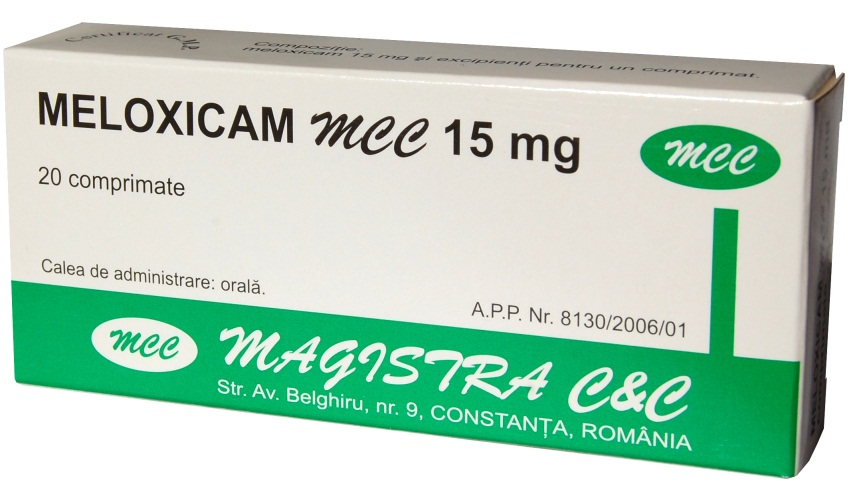 Certificat G.M.P.
Compoziție:
meloxicam 15 mg și excipienți pentru un comprimat.
MELOXICAM MCC 15 mg
MCC
20 comprimate
Calea de administrare: orală.
A.P.P. Nr. 8130/2006/01
MCC MAGISTRA C&C
Str. Av. Belghiru, nr. 9, CONSTANȚA, ROMÂNIA